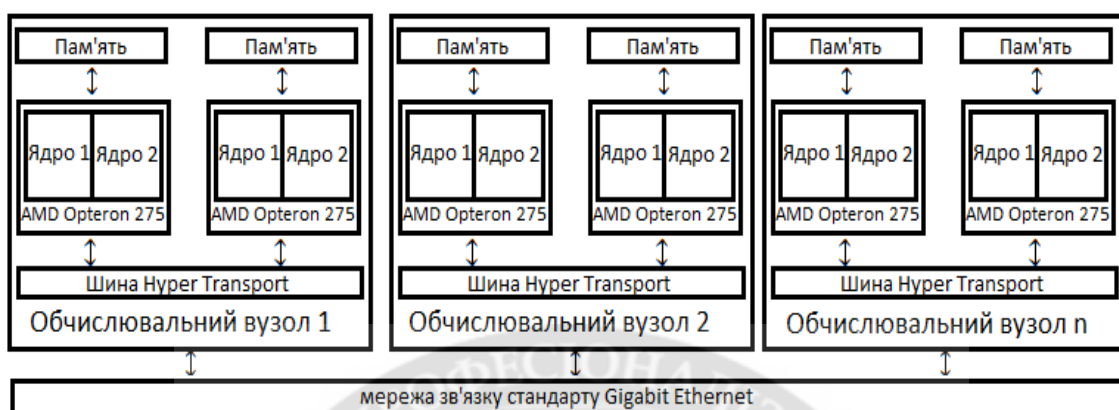 Пам'ять Пам'ять Пам'ять Пам'ять Пам'ять Пам'ять
Ядро 1 Ядро 2 Ядро 1 Ядро 2 Ядро 1 Ядро 2 Ядро 1 Ядро 2 Ядро 1 Ядро 2 Ядро 1 Ядро 2
AMD Opteron 275 AMD Opteron 275 AMD Opteron 275 AMD Opteron 275 AMD Opteron 275 AMD Opteron 275
Шина Hyper Transport Шина Hyper Transport Шина Hyper Transport
Обчислювальний вузол 1 Обчислювальний вузол 2 Обчислювальний вузол n
мережа зв'язку стандарту Gigabit Ethernet